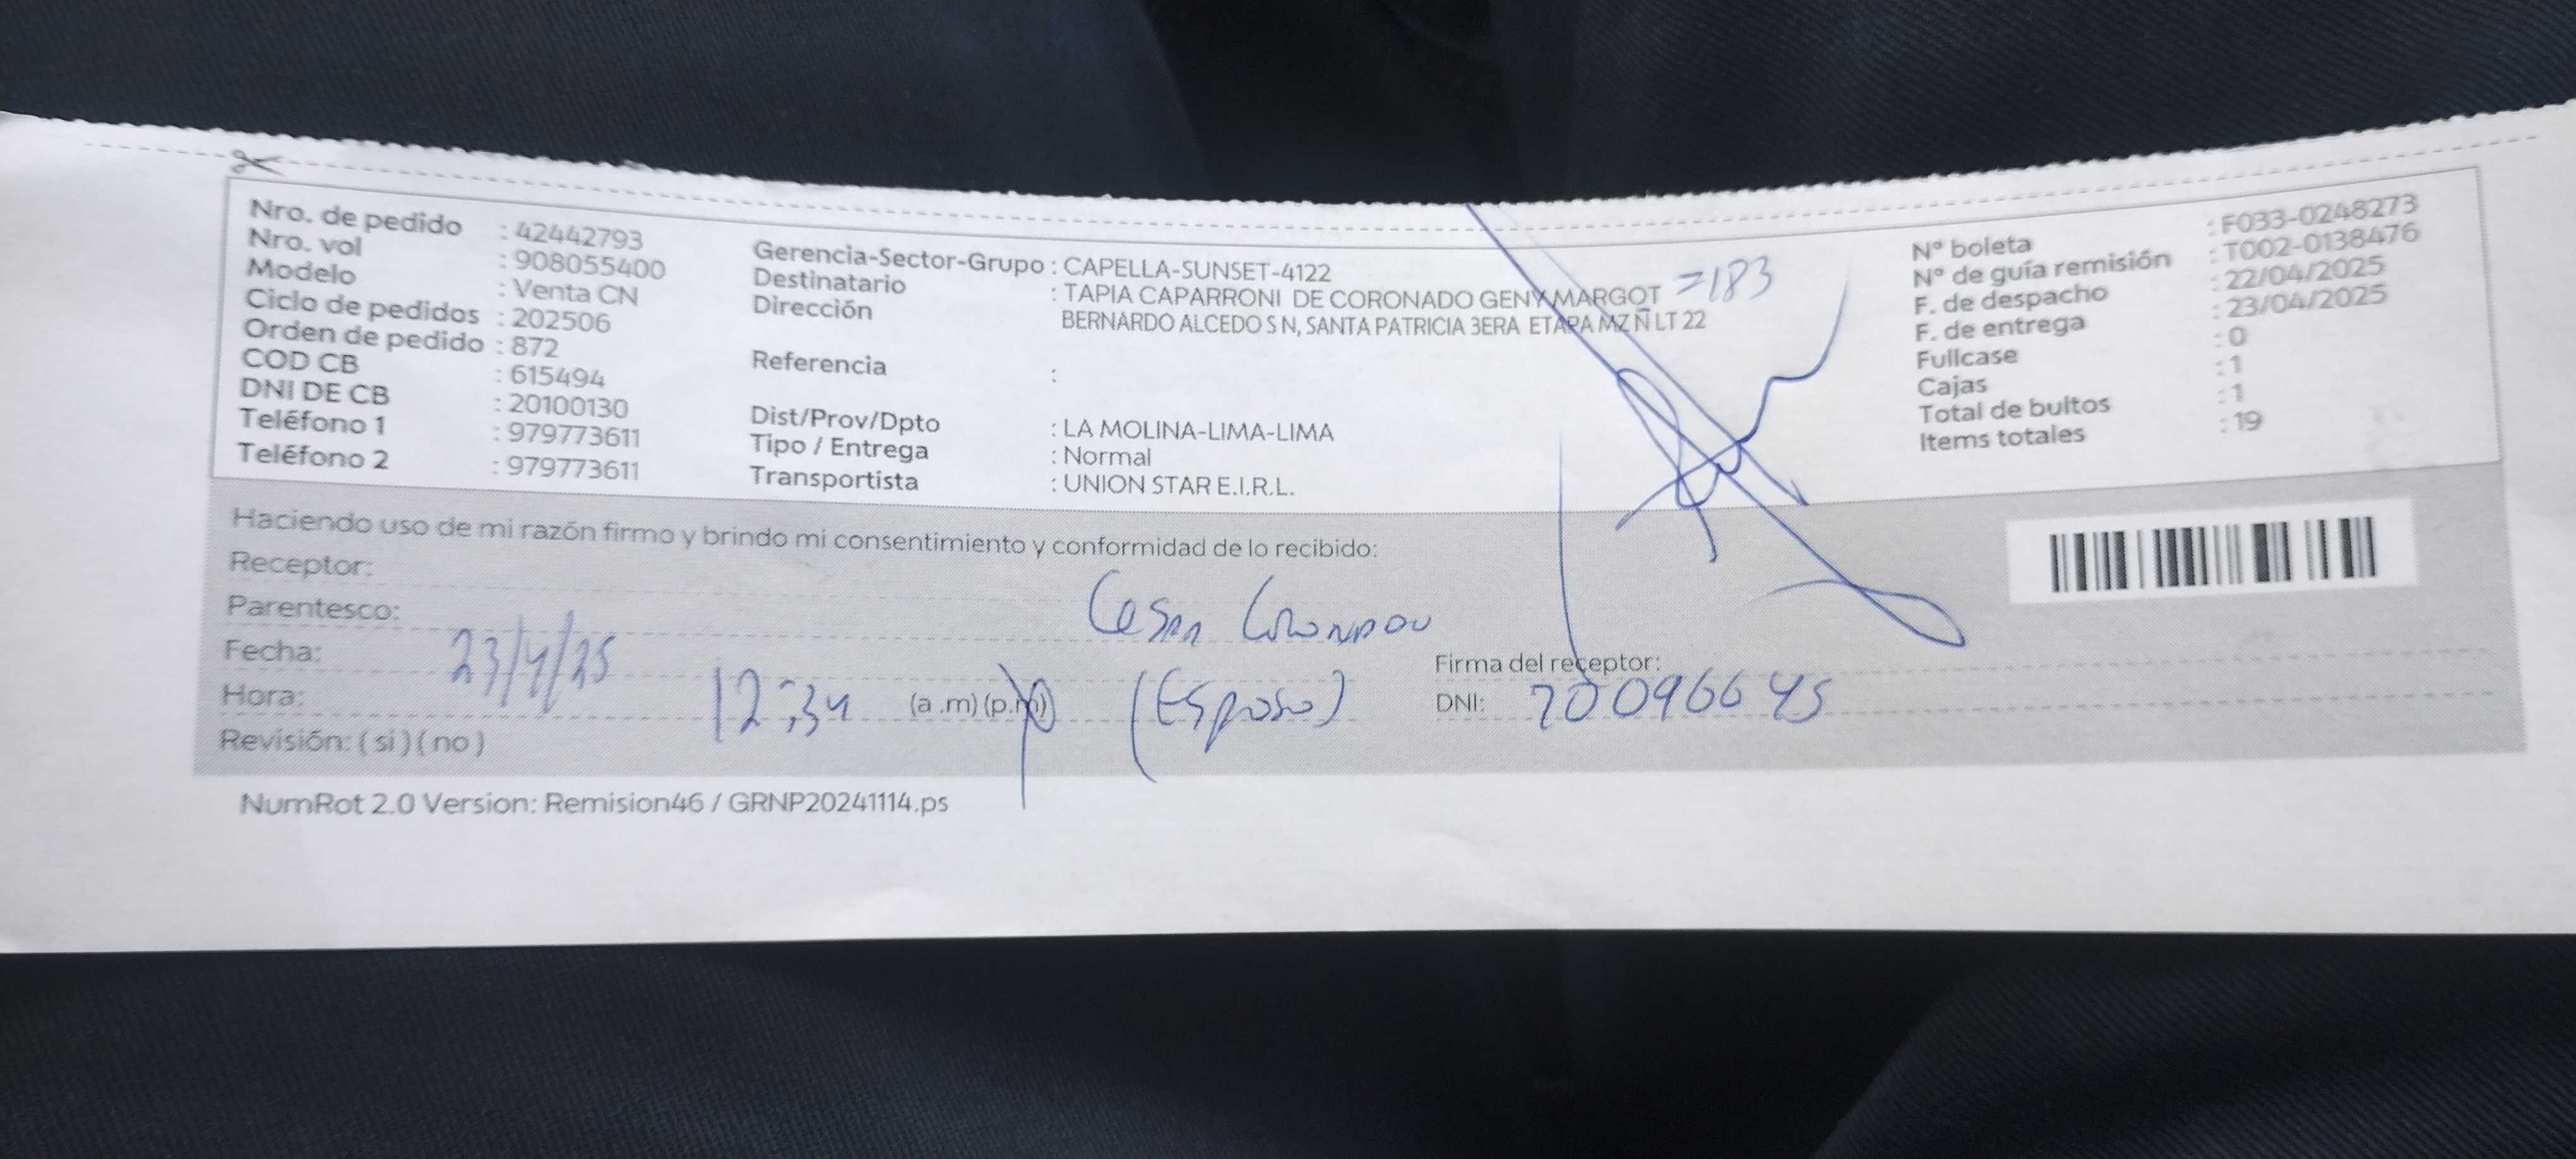 Nro. de pedido : 42442793
Nro. vol : 908055400
Modelo : Venta CN
Ciclo de pedidos : 202506
Orden de pedido : 872
COD CB : 615494
DNI DE CB : 20100130
Teléfono 1 : 979773611
Teléfono 2 : 979773611
Gerencia-Sector-Grupo : CAPELLA-SUNSET-4122
Destinatario : TAPIA CAPARRONI DE CORONADO GENY MARGOT =183
Dirección BERNARDO ALCEDO S N, SANTA PATRICIA 3ERA ETAPA MZ Ñ LT 22
Referencia :
Dist/Prov/Dpto : LA MOLINA-LIMA-LIMA
Tipo / Entrega : Normal
Transportista : UNION STAR E.I.R.L.
N° boleta : F033-0248273
N° de guía remisión : T002-0138476
F. de despacho : 22/04/2025
F. de entrega : 23/04/2025
Fullcase : 0
Cajas : 1
Total de bultos : 1
Items totales : 19
Haciendo uso de mi razón firmo y brindo mi consentimiento y conformidad de lo recibido:
Receptor:
Parentesco: Cesar Coronado
Fecha: 23/4/25
Firma del receptor:
Hora: 12:34 (a.m) (p.m) (Esposo) DNI: 70096645
Revisión: ( si ) ( no )
NumRot 2.0 Version: Remision46 / GRNP20241114.ps